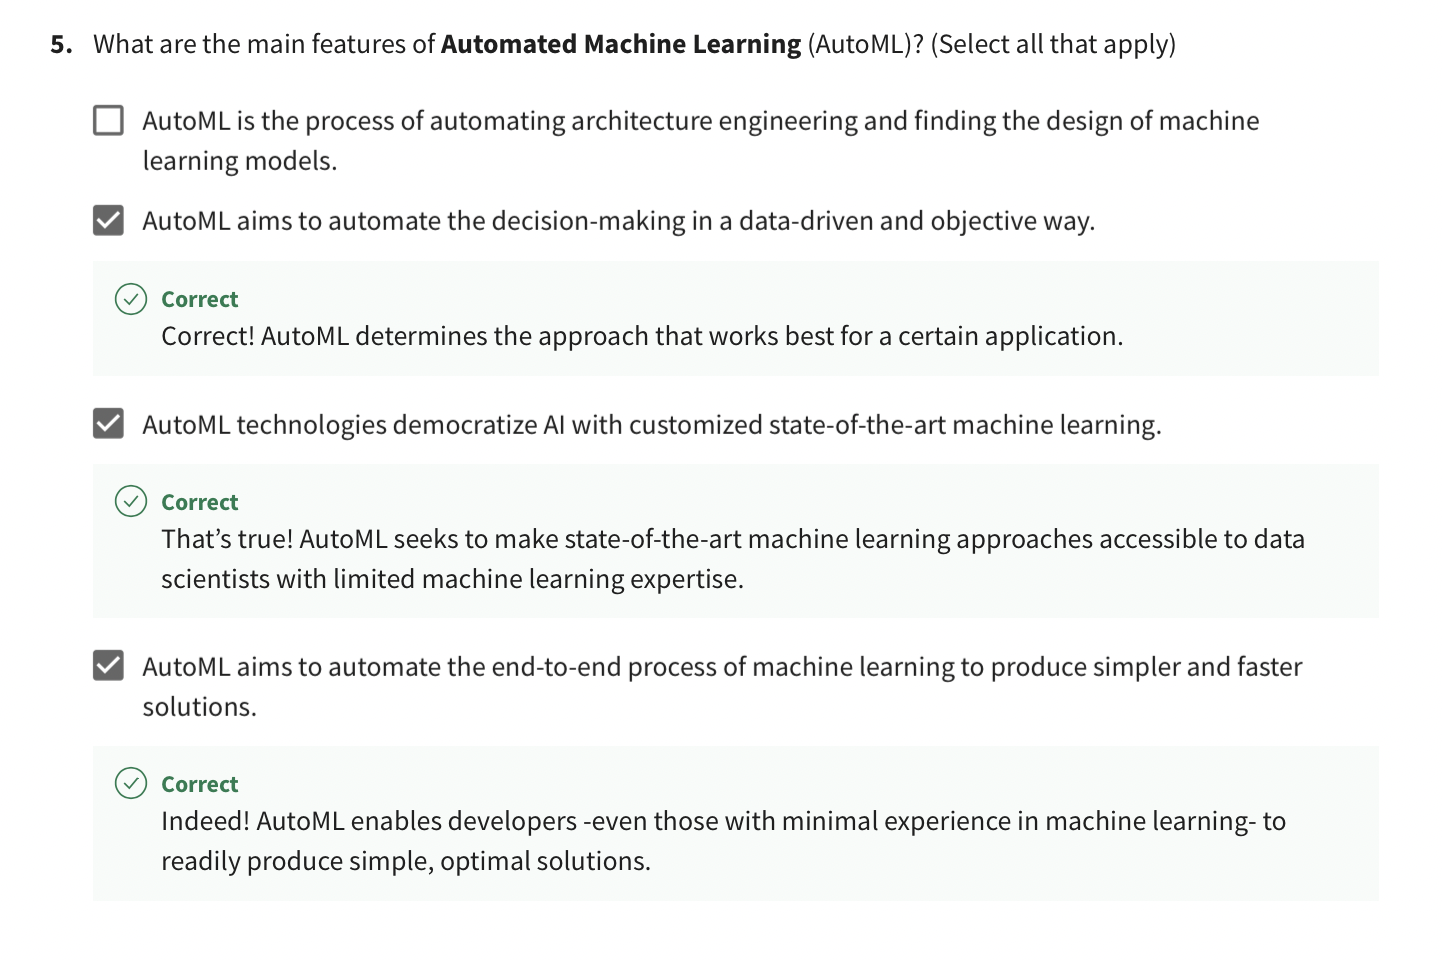 5. What are the main features of Automated Machine Learning (AutoML)? (Select all that apply)
AutoML is the process of automating architecture engineering and finding the design of machine
learning models.
AutoML aims to automate the decision-making in a data-driven and objective way.
Correct
Correct! AutoML determines the approach that works best for a certain application.
AutoML technologies democratize AI with customized state-of-the-art machine learning.
Correct
That’s true! AutoML seeks to make state-of-the-art machine learning approaches accessible to data
scientists with limited machine learning expertise.
AutoML aims to automate the end-to-end process of machine learning to produce simpler and faster
solutions.
Correct
Indeed! AutoML enables developers -even those with minimal experience in machine learning- to
readily produce simple, optimal solutions.